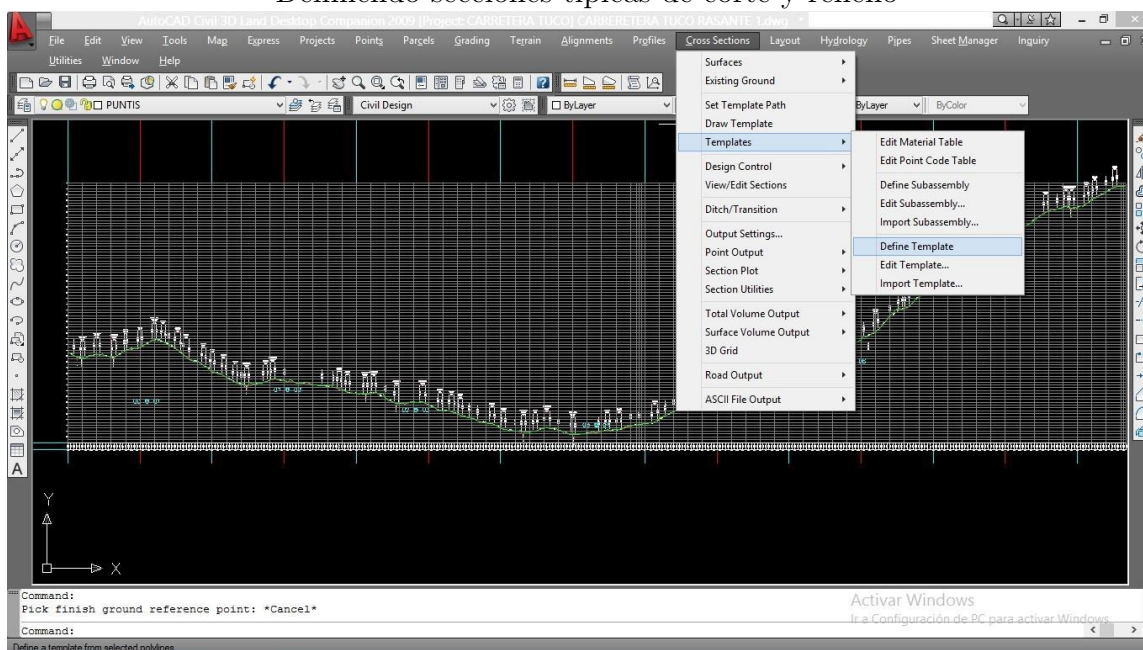 Definiendo secciones típicas de corte y relleno
AutoCAD Civil 3D Land Desktop Companion 2009 [Project: CARRETERA TUCO] CARRERETERA TUCO RASANTE 1.dwg
File Edit View Tools Map Express Projects Points Parcels Grading Terrain Alignments Profiles Cross Sections Layout Hydrology Pipes Sheet Manager Inquiry
Utilities Window Help
PUNTIS Civil Design ByLayer ByLayer ByColor
Surfaces
Existing Ground
Set Template Path
Draw Template
Templates
Design Control
View/Edit Sections
Ditch/Transition
Output Settings...
Point Output
Section Plot
Section Utilities
Total Volume Output
Surface Volume Output
3D Grid
Road Output
ASCII File Output
Edit Material Table
Edit Point Code Table
Define Subassembly
Edit Subassembly...
Import Subassembly...
Define Template
Edit Template...
Import Template...
Y
X
Command:
Pick finish ground reference point: *Cancel*
Command:
Activar Windows
Ir a Configuración de PC para activar Windows.
Define a template from selected polylines